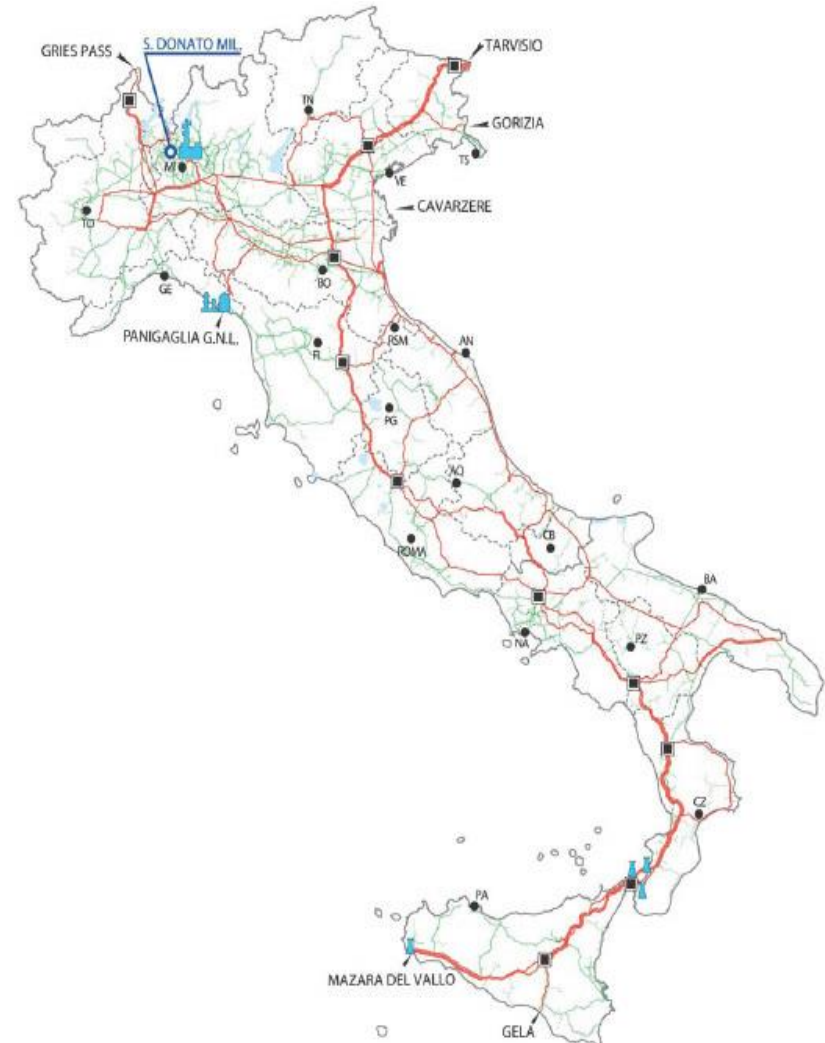 GRIES PASS
S. DONATO MIL.
TARVISIO
TN
GORIZIA
MI
TS
VE
CAVARZERE
TO
BO
GE
PANIGAGLIA G.N.L.
RSM
AN
FI
PG
AQ
ROMA
CB
BA
NA
PZ
CZ
PA
MAZARA DEL VALLO
GELA